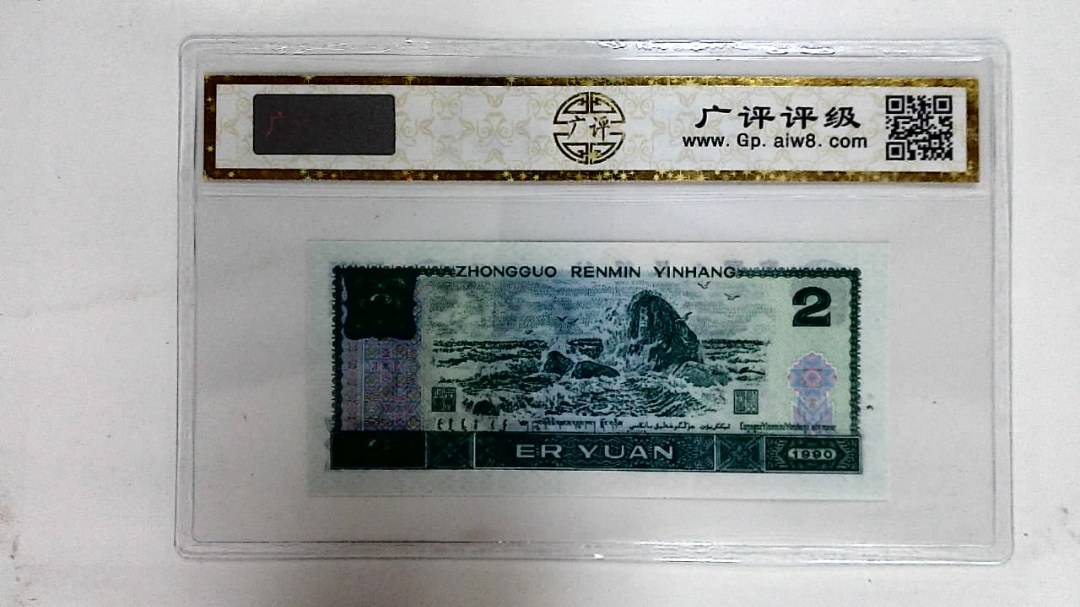 广评
广评评级
www. Gp. aiw8. com
ZHONGGUO RENMIN YINHANG
2
ER YUAN
1990